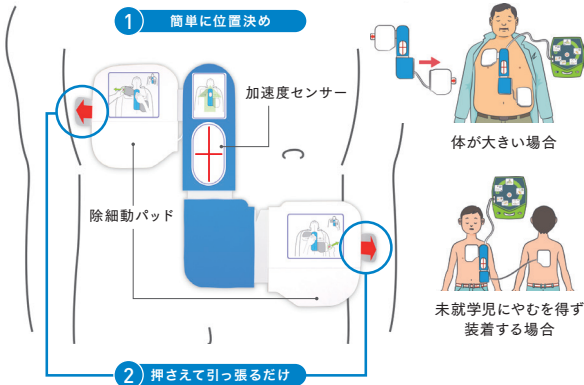 1 簡単に位置決め
加速度センサー
除細動パッド
2 押さえて引っ張るだけ
体が大きい場合
未就学児にやむを得ず
装着する場合